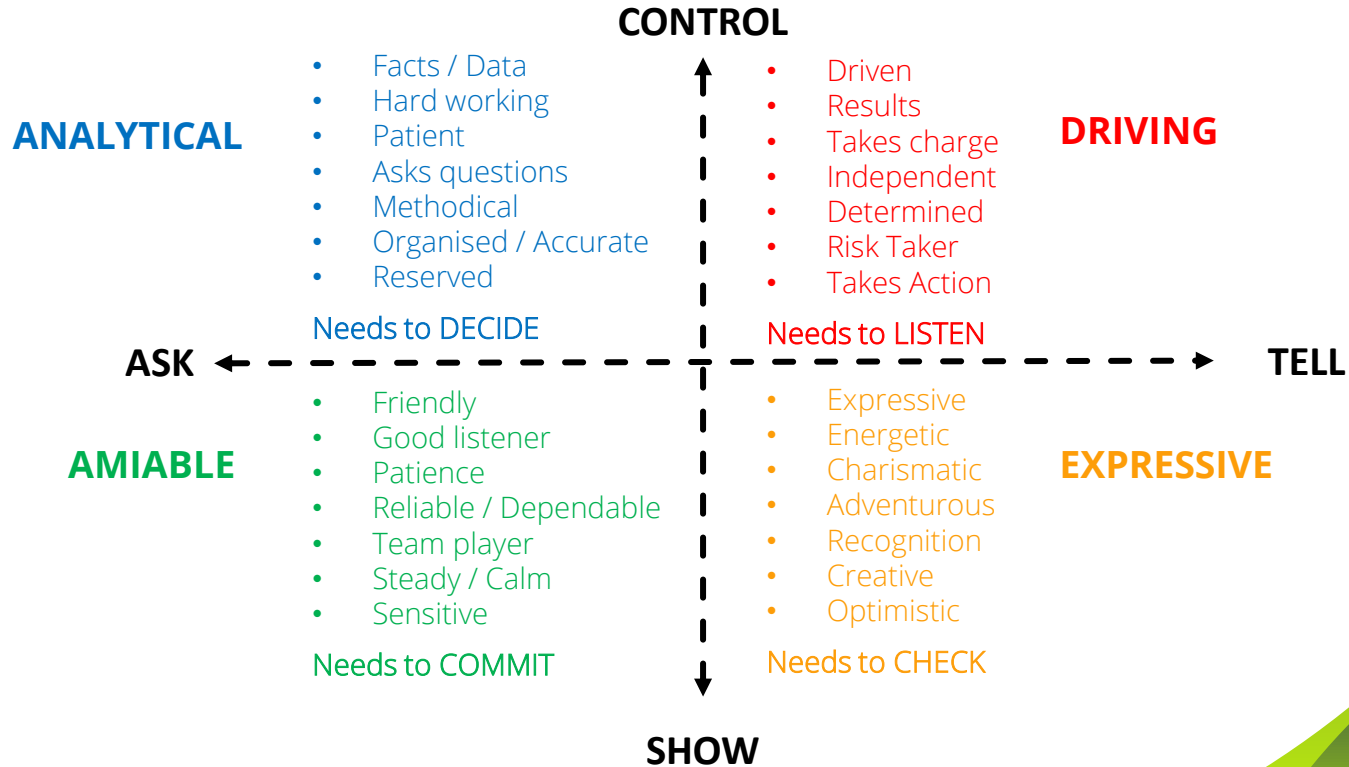 CONTROL
ANALYTICAL
• Facts / Data
• Hard working
• Patient
• Asks questions
• Methodical
• Organised / Accurate
• Reserved
Needs to DECIDE
DRIVING
• Driven
• Results
• Takes charge
• Independent
• Determined
• Risk Taker
• Takes Action
Needs to LISTEN
ASK
TELL
AMIABLE
• Friendly
• Good listener
• Patience
• Reliable / Dependable
• Team player
• Steady / Calm
• Sensitive
Needs to COMMIT
EXPRESSIVE
• Expressive
• Energetic
• Charismatic
• Adventurous
• Recognition
• Creative
• Optimistic
Needs to CHECK
SHOW